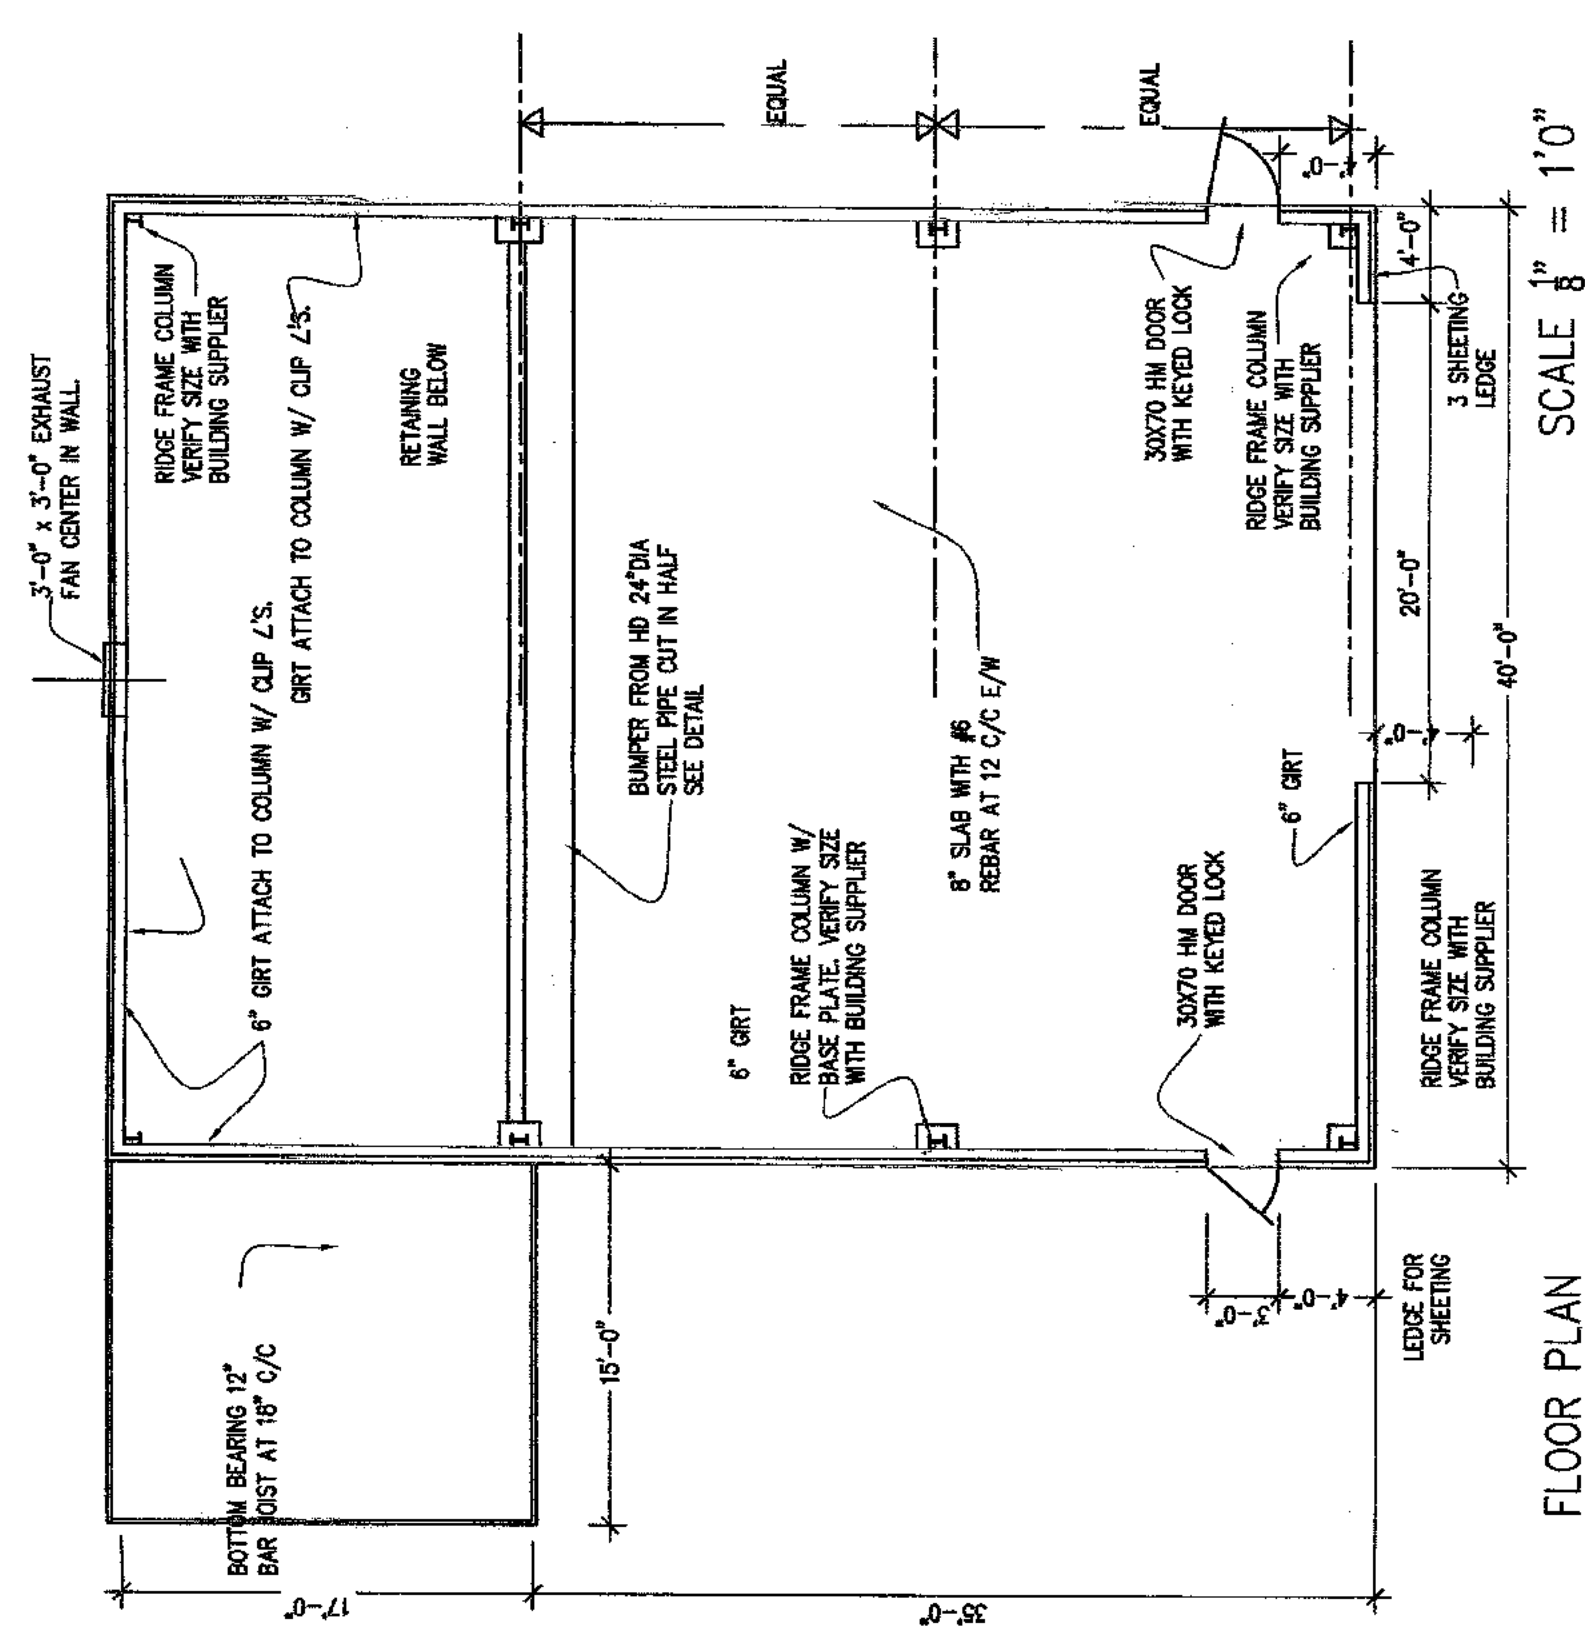 3'-0" x 3'-0" EXHAUST
FAN CENTER IN WALL.
RIDGE FRAME COLUMN
VERIFY SIZE WITH
BUILDING SUPPLIER
6" GIRT ATTACH TO COLUMN W/ CLIP ∠'S.
GIRT ATTACH TO COLUMN W/ CLIP ∠'S.
RETAINING
WALL BELOW
EQUAL
EQUAL
BUMPER FROM HD 24"DIA
STEEL PIPE CUT IN HALF
SEE DETAIL
6" GIRT
RIDGE FRAME COLUMN W/
BASE PLATE. VERIFY SIZE
WITH BUILDING SUPPLIER
8" SLAB WITH #6
REBAR AT 12 C/C E/W
30X70 HM DOOR
WITH KEYED LOCK
30X70 HM DOOR
WITH KEYED LOCK
RIDGE FRAME COLUMN
VERIFY SIZE WITH
BUILDING SUPPLIER
6" GIRT
4'-0"
3 SHEETING
LEDGE
20'-0"
40'-0"
RIDGE FRAME COLUMN
VERIFY SIZE WITH
BUILDING SUPPLIER
BOTTOM BEARING 12"
BAR JOIST AT 18" C/C
15'-0"
17'-0"
35'-0"
3'-0"
4'-0"
LEDGE FOR
SHEETING
FLOOR PLAN
SCALE 1/8" = 1'0"